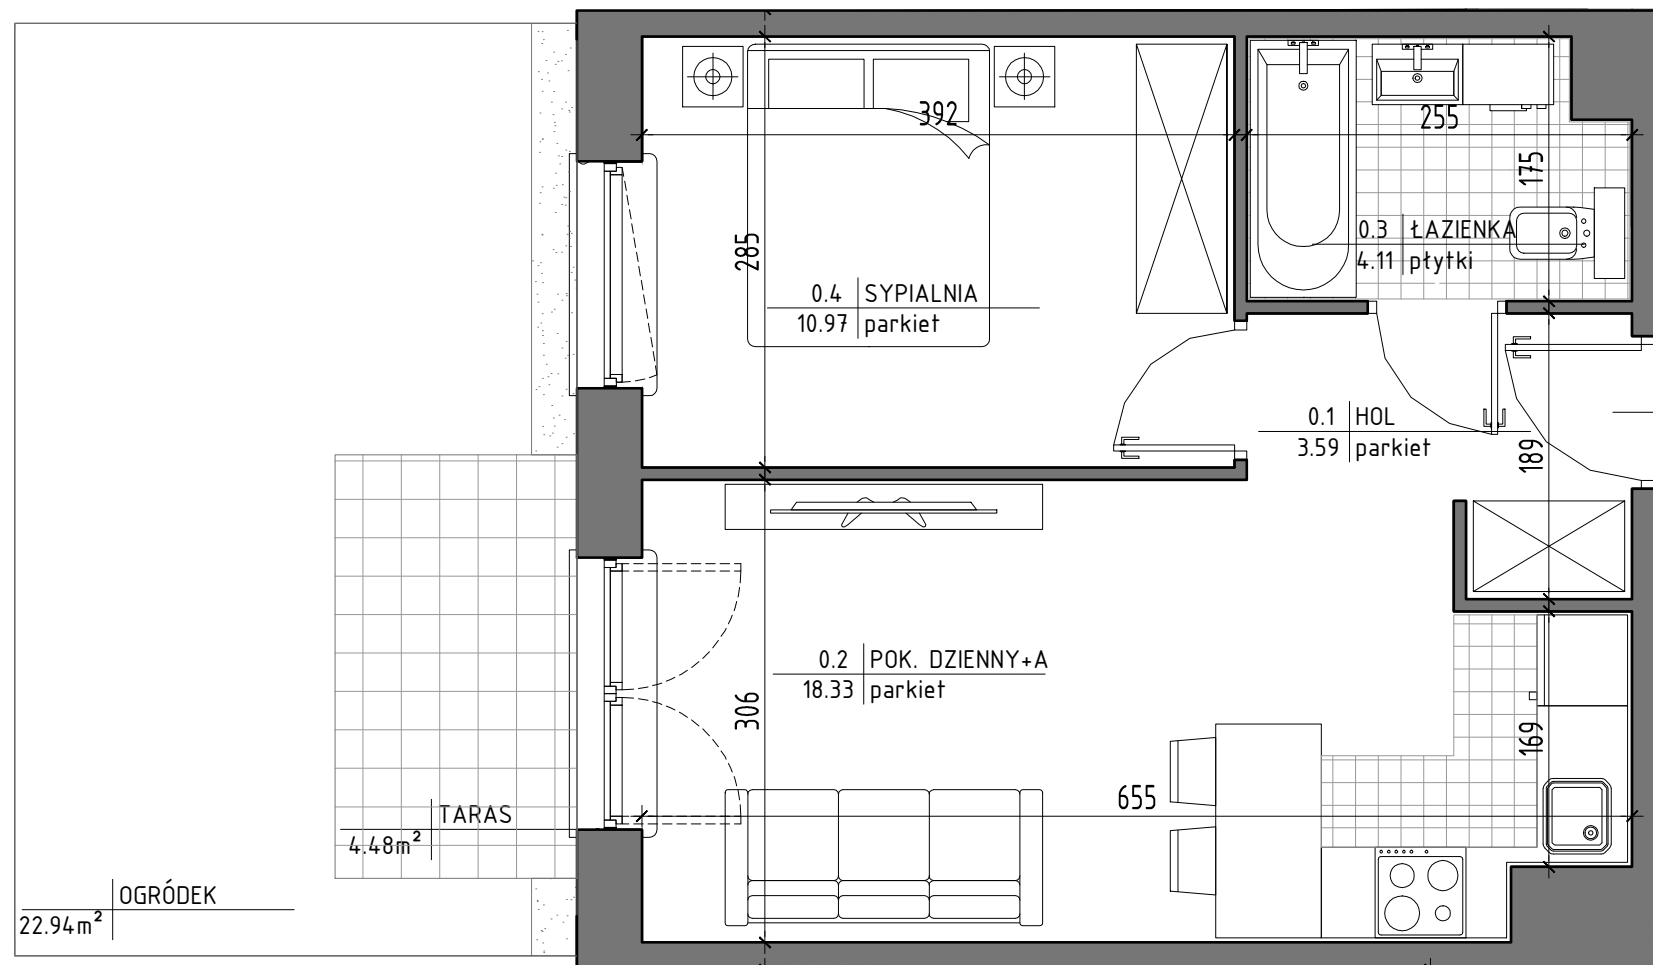 392
255
175
285
0.3 ŁAZIENKA
4.11 płytki
0.4 SYPIALNIA
10.97 parkiet
0.1 HOL
3.59 parkiet
189
0.2 POK. DZIENNY+A
18.33 parkiet
306
169
655
TARAS
4.48m²
OGRÓDEK
22.94m²